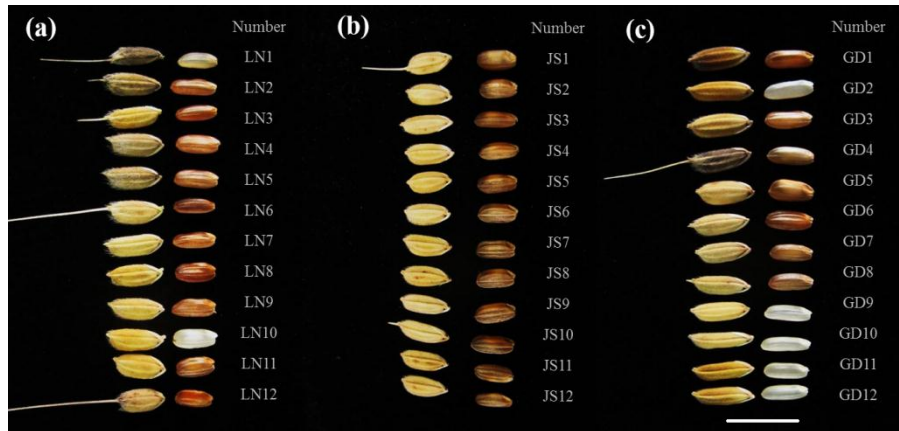 (a)
Number
LN1
LN2
LN3
LN4
LN5
LN6
LN7
LN8
LN9
LN10
LN11
LN12
(b)
Number
JS1
JS2
JS3
JS4
JS5
JS6
JS7
JS8
JS9
JS10
JS11
JS12
(c)
Number
GD1
GD2
GD3
GD4
GD5
GD6
GD7
GD8
GD9
GD10
GD11
GD12